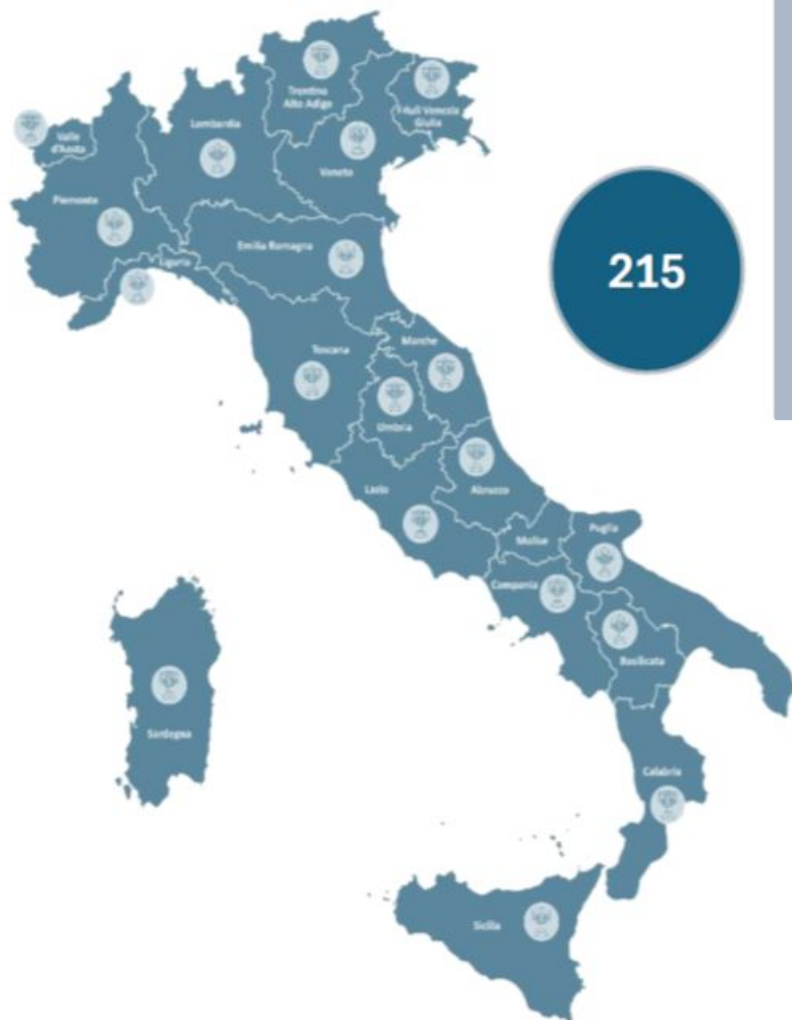 Trentino
Alto Adige
Friuli Venezia
Giulia
Valle
d'Aosta
Lombardia
Veneto
Piemonte
Emilia Romagna
Liguria
215
Toscana
Marche
Umbria
Lazio
Abruzzo
Molise
Puglia
Campania
Basilicata
Sardegna
Calabria
Sicilia